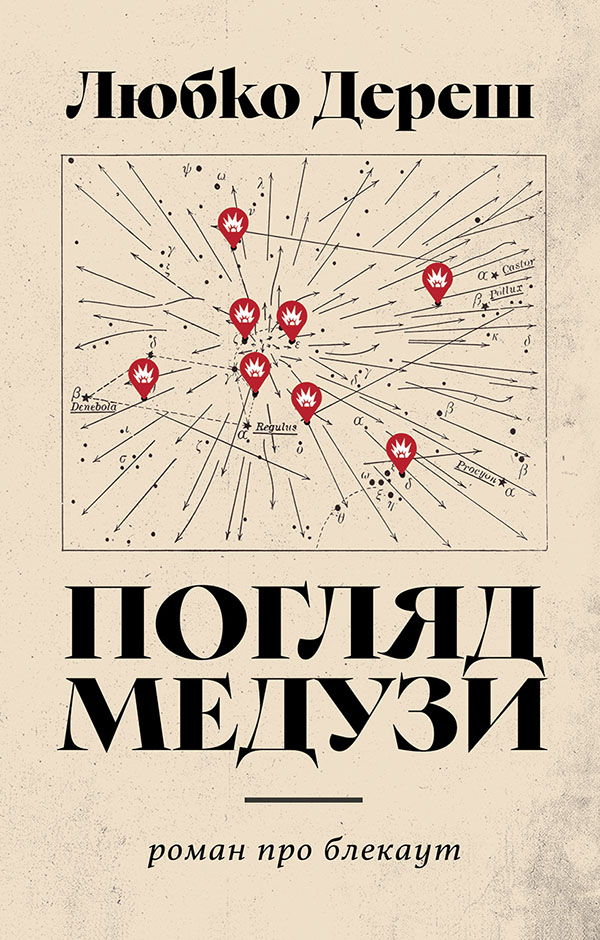 Любко Дереш
ψ
ω
λ
ν
γ
ξ
α Castor
β Pollux
κ
δ
ζ
ε
δ
γ
δ
γ
β
Denebola
β
α Regulus
α
ι
ζ
ο
σ
ω
δ
ξ
η
Procyon α
β
θ
ПОГЛЯД
МЕДУЗИ
роман про блекаут